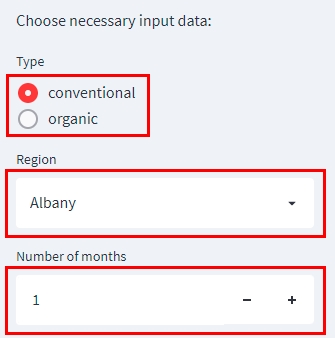 Choose necessary input data:
Type
conventional
organic
Region
Albany
Number of months
1 - +